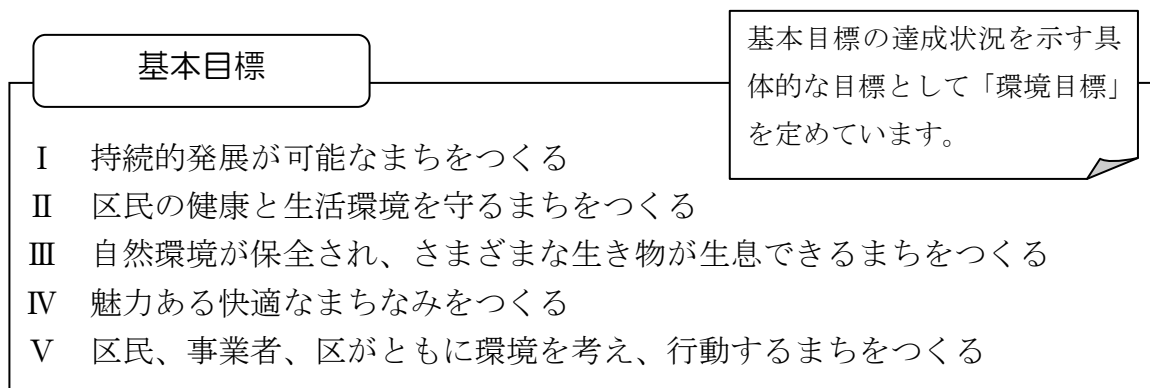 基本目標
基本目標の達成状況を示す具
体的な目標として「環境目標」
を定めています。
Ⅰ 持続的発展が可能なまちをつくる
Ⅱ 区民の健康と生活環境を守るまちをつくる
Ⅲ 自然環境が保全され、さまざまな生き物が生息できるまちをつくる
Ⅳ 魅力ある快適なまちなみをつくる
Ⅴ 区民、事業者、区がともに環境を考え、行動するまちをつくる